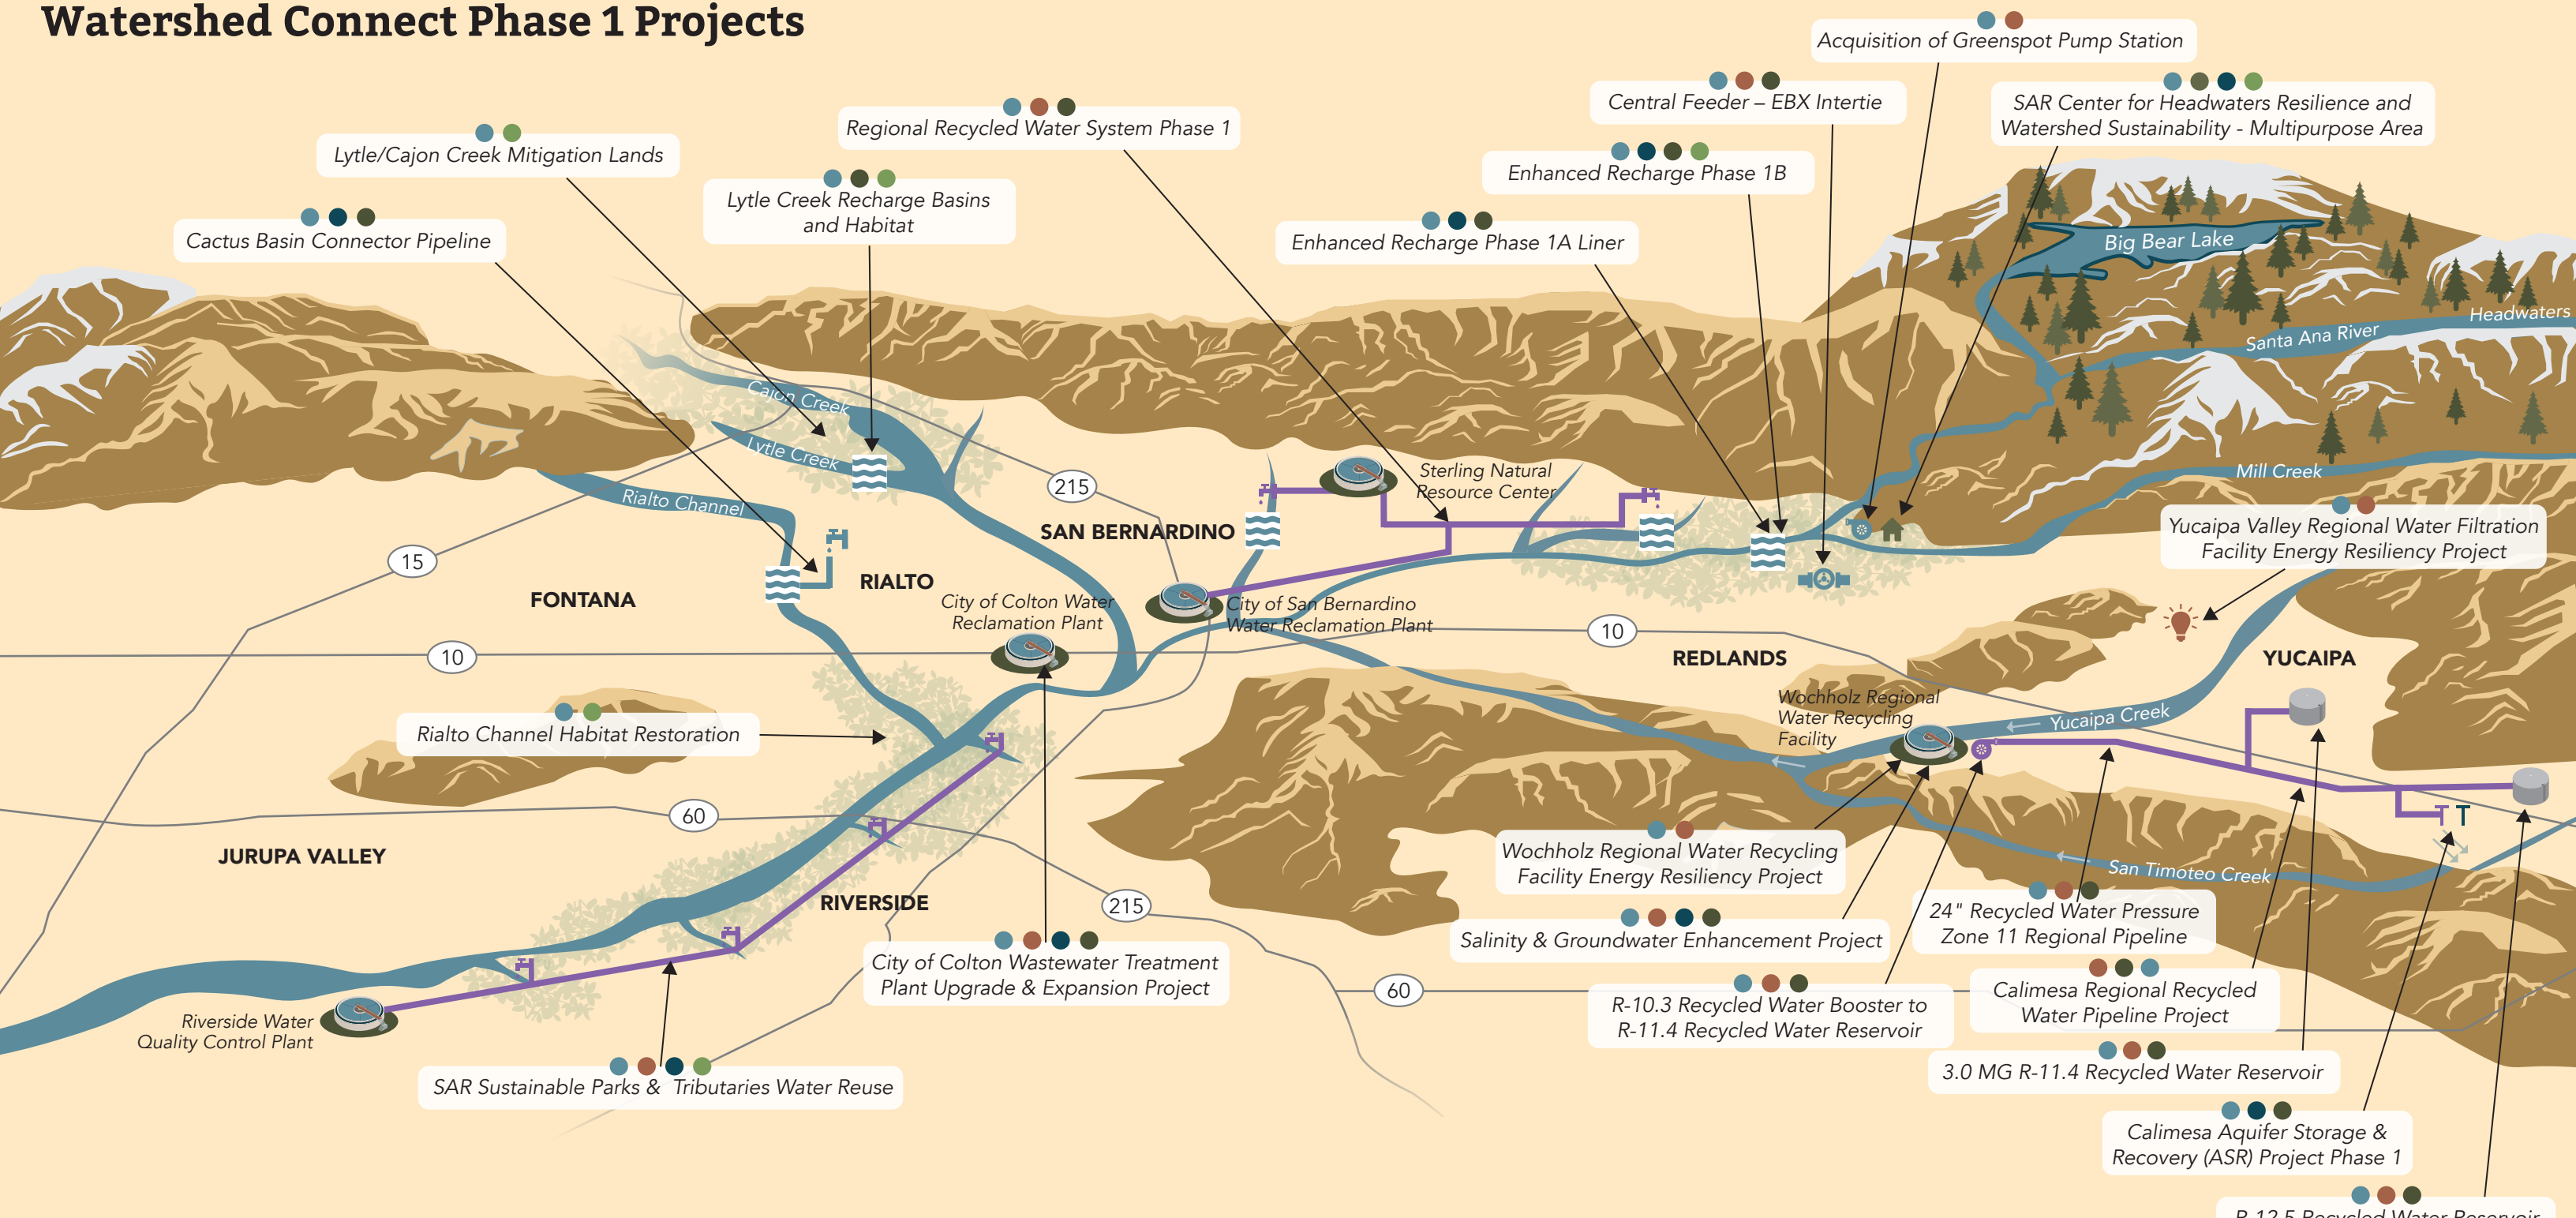 Watershed Connect Phase 1 Projects
Acquisition of Greenspot Pump Station
Central Feeder – EBX Intertie
SAR Center for Headwaters Resilience and
Watershed Sustainability - Multipurpose Area
Regional Recycled Water System Phase 1
Lytle/Cajon Creek Mitigation Lands
Enhanced Recharge Phase 1B
Lytle Creek Recharge Basins
and Habitat
Cactus Basin Connector Pipeline
Enhanced Recharge Phase 1A Liner
Big Bear Lake
Headwaters
Santa Ana River
Cajon Creek
Lytle Creek
Mill Creek
Rialto Channel
215
Sterling Natural
Resource Center
SAN BERNARDINO
Yucaipa Valley Regional Water Filtration
Facility Energy Resiliency Project
15
RIALTO
FONTANA
City of Colton Water
Reclamation Plant
City of San Bernardino
Water Reclamation Plant
10
10
REDLANDS
YUCAIPA
Wochholz Regional
Water Recycling
Facility
Yucaipa Creek
Rialto Channel Habitat Restoration
60
JURUPA VALLEY
Wochholz Regional Water Recycling
Facility Energy Resiliency Project
San Timoteo Creek
RIVERSIDE
215
24" Recycled Water Pressure
Zone 11 Regional Pipeline
Salinity & Groundwater Enhancement Project
City of Colton Wastewater Treatment
Plant Upgrade & Expansion Project
60
Calimesa Regional Recycled
Water Pipeline Project
R-10.3 Recycled Water Booster to
R-11.4 Recycled Water Reservoir
Riverside Water
Quality Control Plant
3.0 MG R-11.4 Recycled Water Reservoir
SAR Sustainable Parks & Tributaries Water Reuse
Calimesa Aquifer Storage &
Recovery (ASR) Project Phase 1
R-12.5 Recycled Water Reservoir